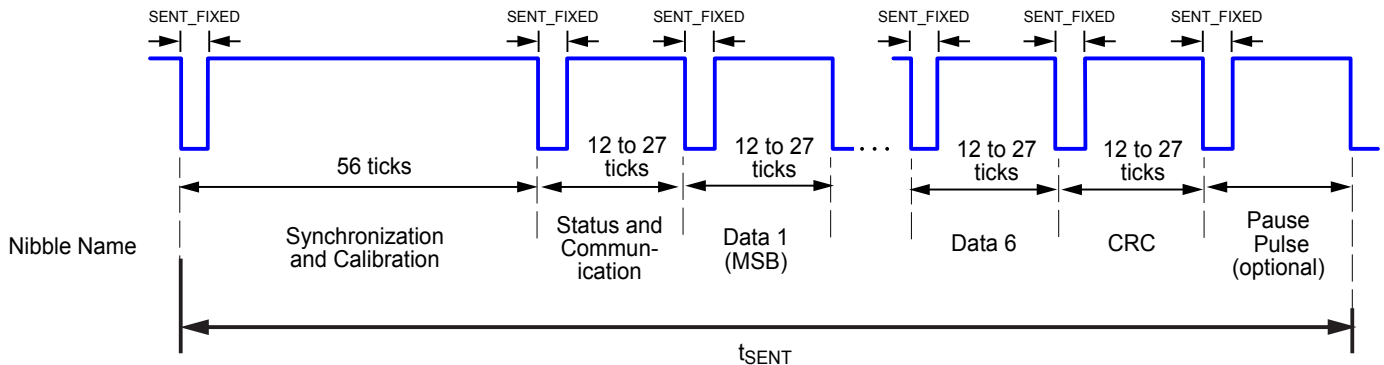 SENT_FIXED SENT_FIXED SENT_FIXED SENT_FIXED SENT_FIXED SENT_FIXED
56 ticks
12 to 27
ticks
12 to 27
ticks
. . .
12 to 27
ticks
12 to 27
ticks
Nibble Name
Synchronization
and Calibration
Status and
Commun-
ication
Data 1
(MSB)
Data 6
CRC
Pause
Pulse
(optional)
tSENT